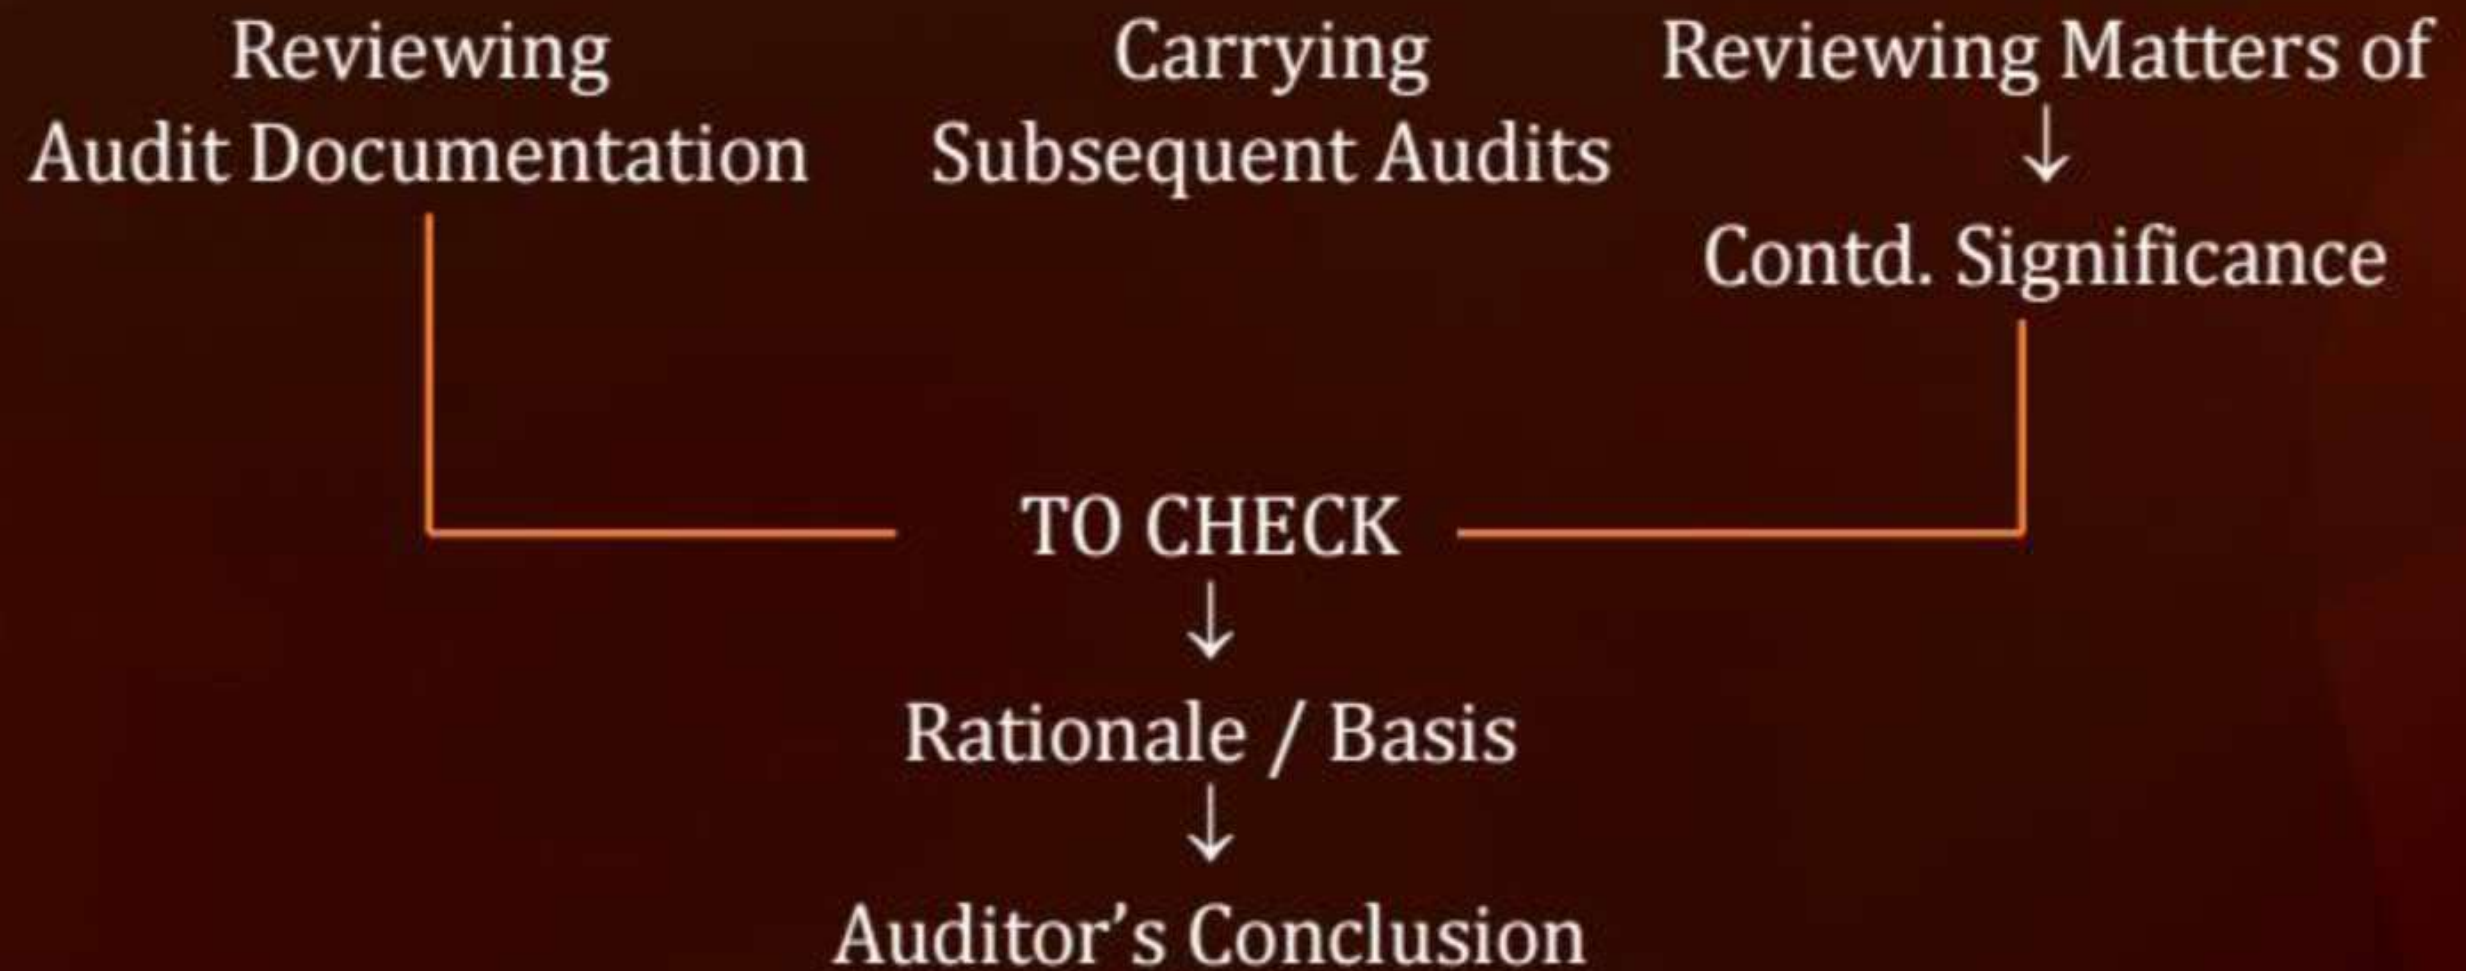 Reviewing
Audit Documentation
Carrying
Subsequent Audits
Reviewing Matters of
↓
Contd. Significance
TO CHECK
↓
Rationale / Basis
↓
Auditor’s Conclusion